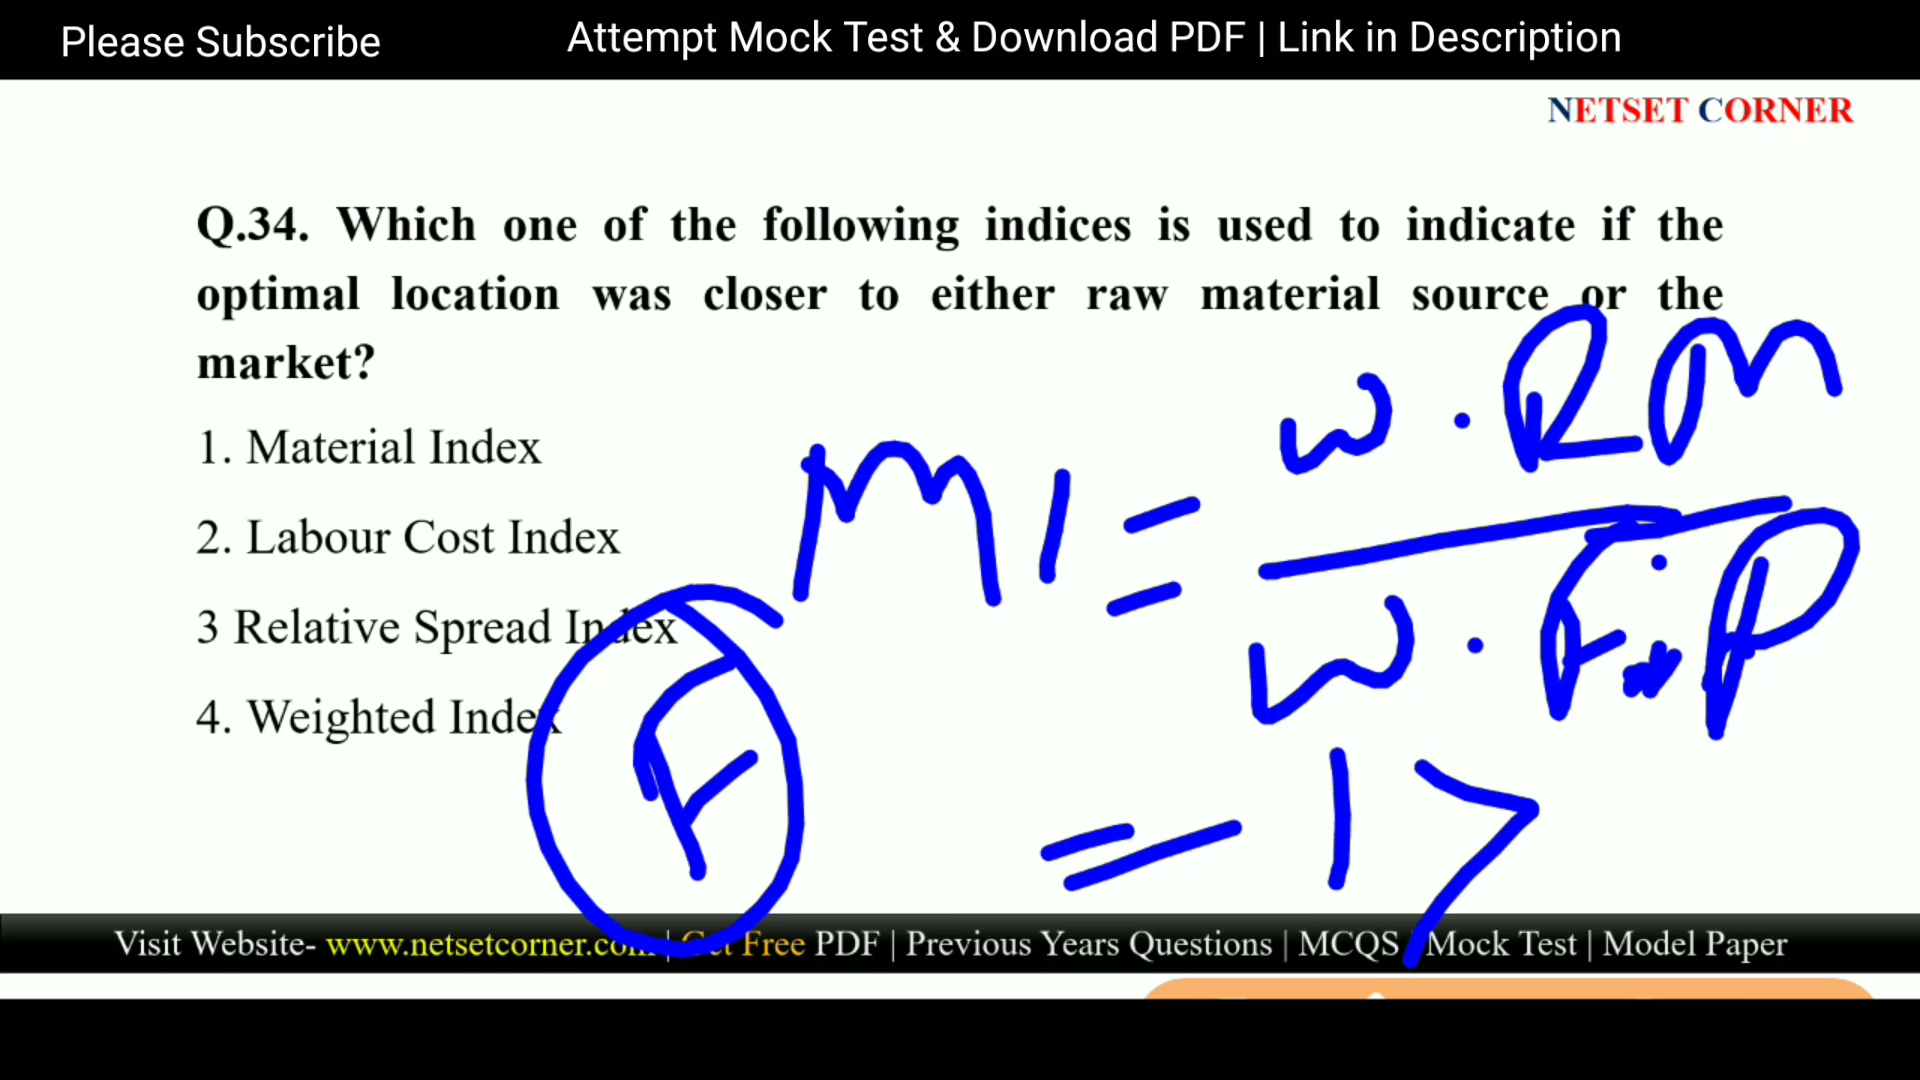 Please Subscribe
Attempt Mock Test & Download PDF | Link in Description
NETSET CORNER
Q.34. Which one of the following indices is used to indicate if the
optimal location was closer to either raw material source or the
market?
1. Material Index
2. Labour Cost Index
3 Relative Spread Index
4. Weighted Index
MI = W.RM
W.F.P
= 1 >
F
Visit Website- www.netsetcorner.com | Get Free PDF | Previous Years Questions | MCQS | Mock Test | Model Paper